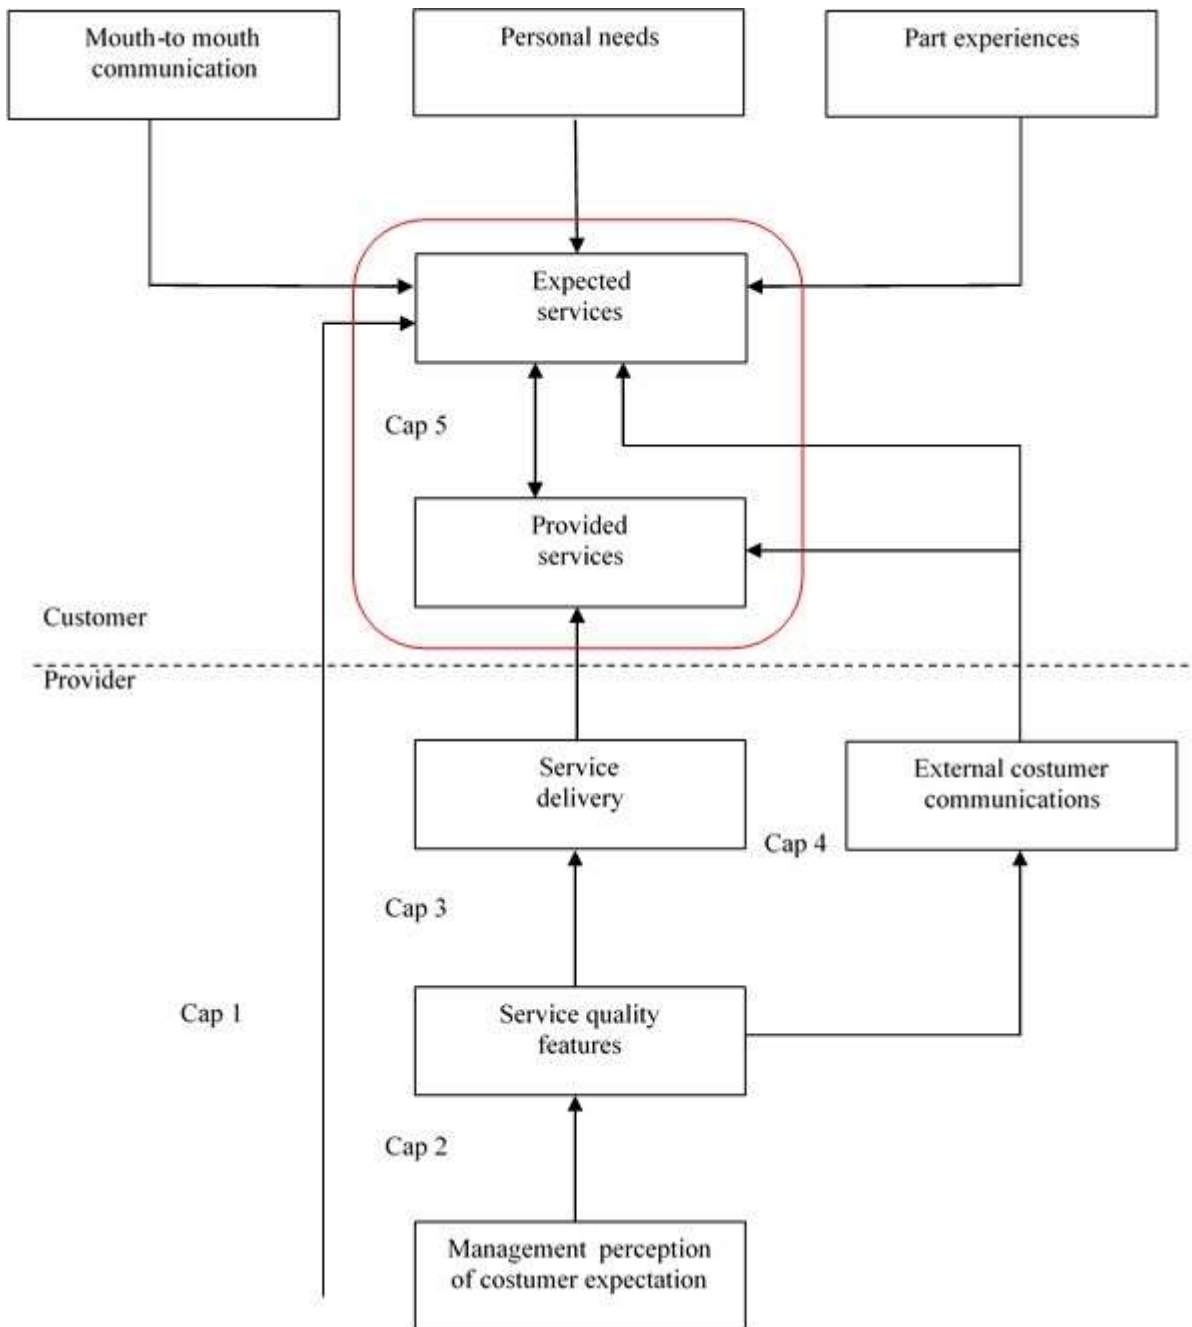 Mouth-to mouth
communication
Personal needs
Part experiences
Expected
services
Cap 5
Provided
services
Customer
Provider
Service
delivery
External costumer
communications
Cap 4
Cap 3
Service quality
features
Cap 1
Cap 2
Management perception
of costumer expectation